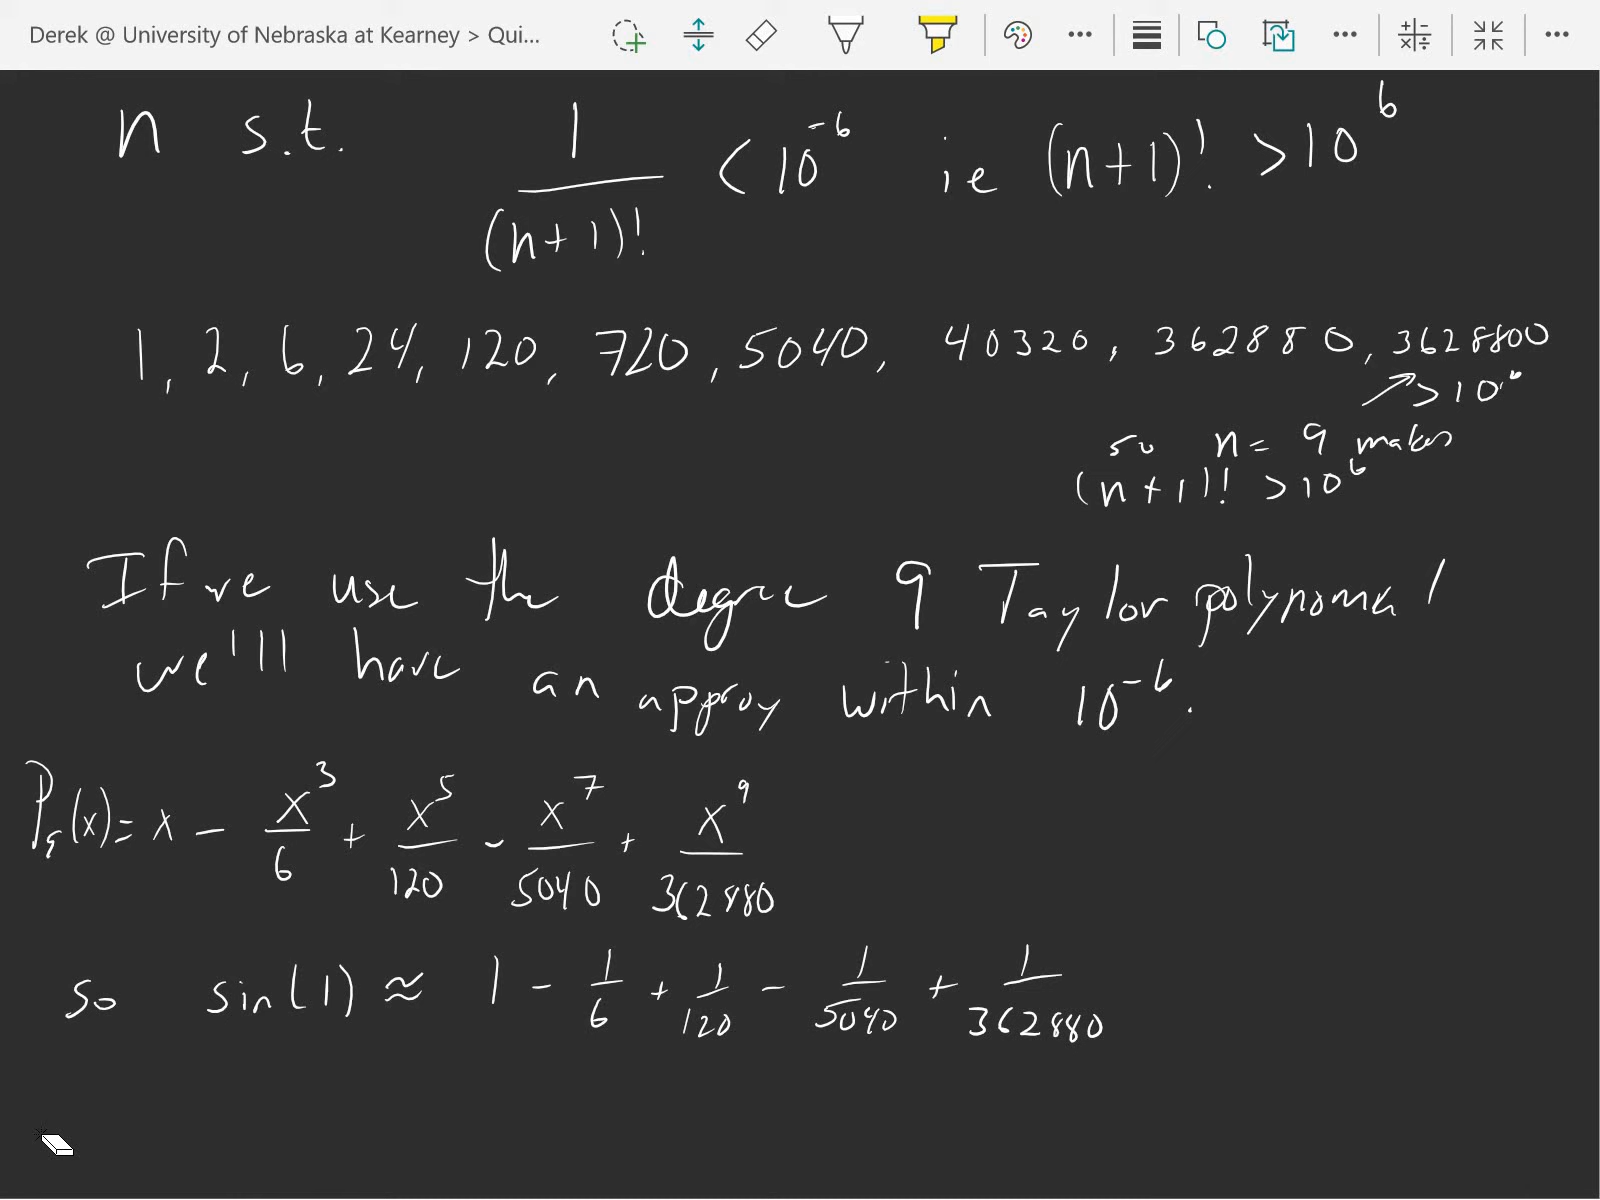 Derek @ University of Nebraska at Kearney > Qui...
n s.t. 1/(n+1)! < 10^-6 ie (n+1)! > 10^6
1, 2, 6, 24, 120, 720, 5040, 40320, 362880, 3628800
↗ > 10^6
so n = 9 makes
(n+1)! > 10^6
If we use the degree 9 Taylor polynomial
we'll have an approx within 10^-6.
P_9(x) = x - x^3/6 + x^5/120 - x^7/5040 + x^9/362880
so sin(1) ≈ 1 - 1/6 + 1/120 - 1/5040 + 1/362880